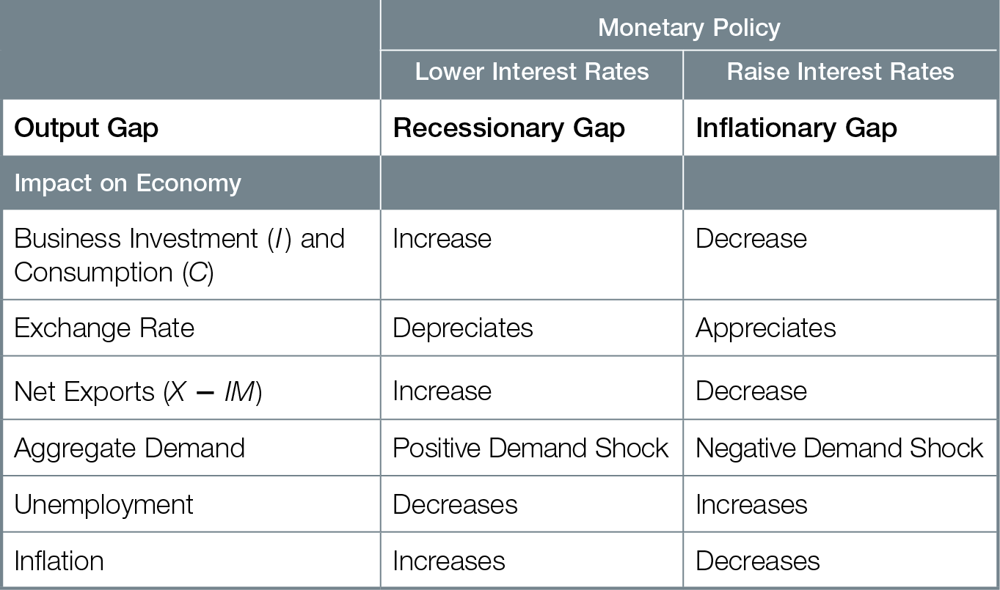 Monetary Policy
Lower Interest Rates Raise Interest Rates
Output Gap Recessionary Gap Inflationary Gap
Impact on Economy
Business Investment (I) and Increase Decrease
Consumption (C)
Exchange Rate Depreciates Appreciates
Net Exports (X − IM) Increase Decrease
Aggregate Demand Positive Demand Shock Negative Demand Shock
Unemployment Decreases Increases
Inflation Increases Decreases